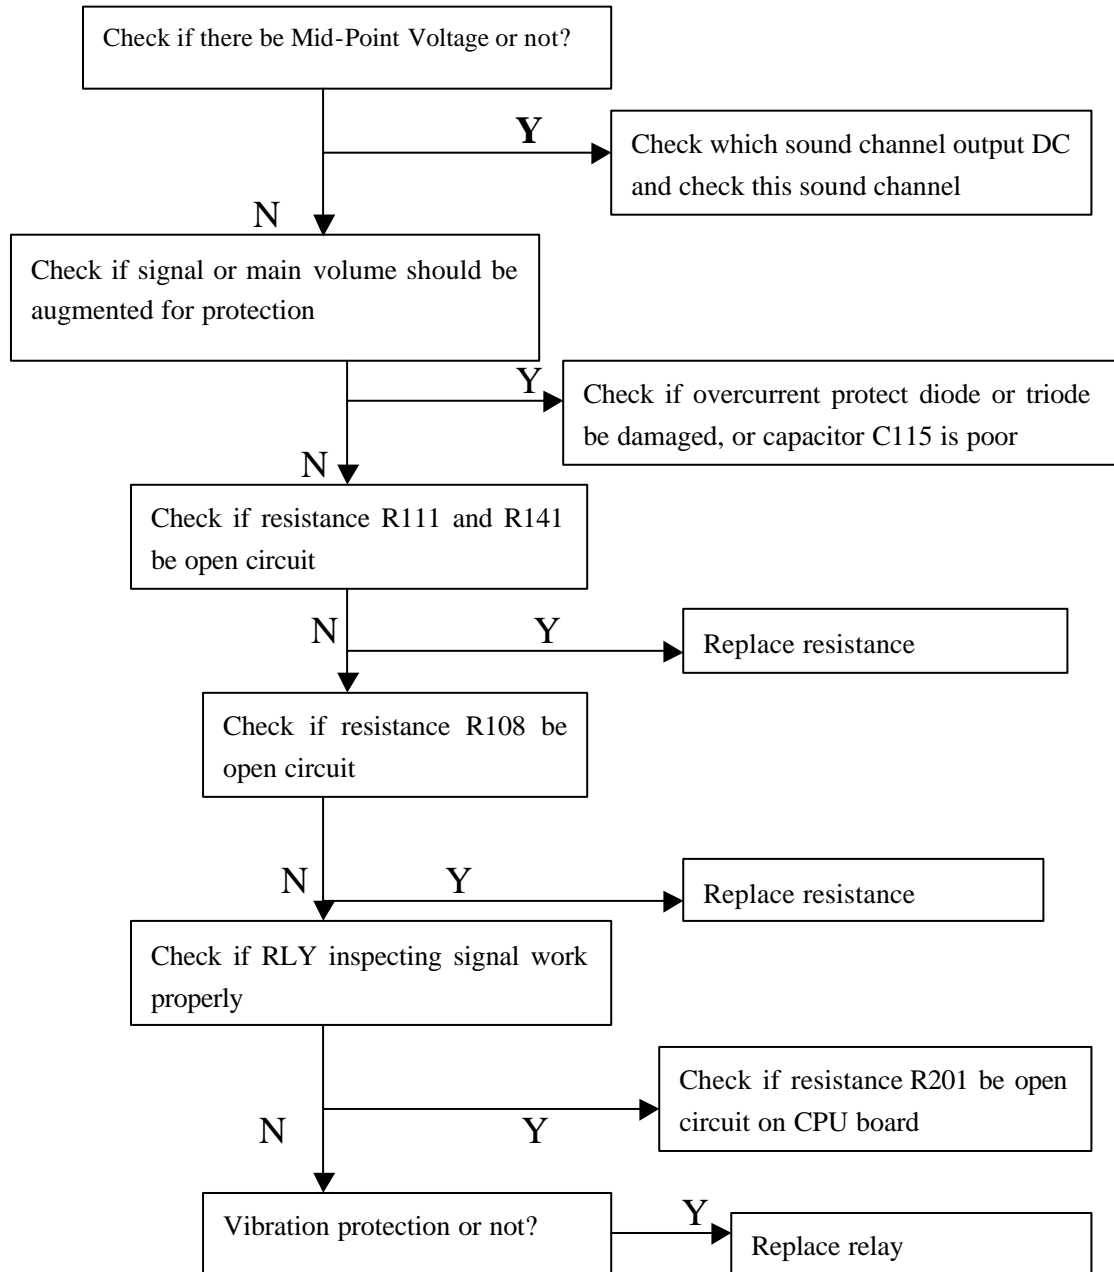 Check if there be Mid-Point Voltage or not?
Y
Check which sound channel output DC
and check this sound channel
N
Check if signal or main volume should be
augmented for protection
Y
Check if overcurrent protect diode or triode
be damaged, or capacitor C115 is poor
N
Check if resistance R111 and R141
be open circuit
N
Y
Replace resistance
Check if resistance R108 be
open circuit
N
Y
Replace resistance
Check if RLY inspecting signal work
properly
Check if resistance R201 be open
circuit on CPU board
N
Y
Vibration protection or not?
Y
Replace relay